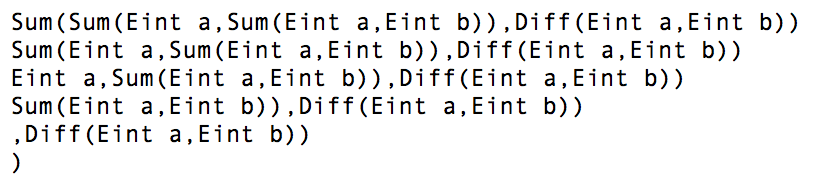 Sum(Sum(Eint a,Sum(Eint a,Eint b)),Diff(Eint a,Eint b))
Sum(Eint a,Sum(Eint a,Eint b)),Diff(Eint a,Eint b))
Eint a,Sum(Eint a,Eint b)),Diff(Eint a,Eint b))
Sum(Eint a,Eint b)),Diff(Eint a,Eint b))
,Diff(Eint a,Eint b))
)